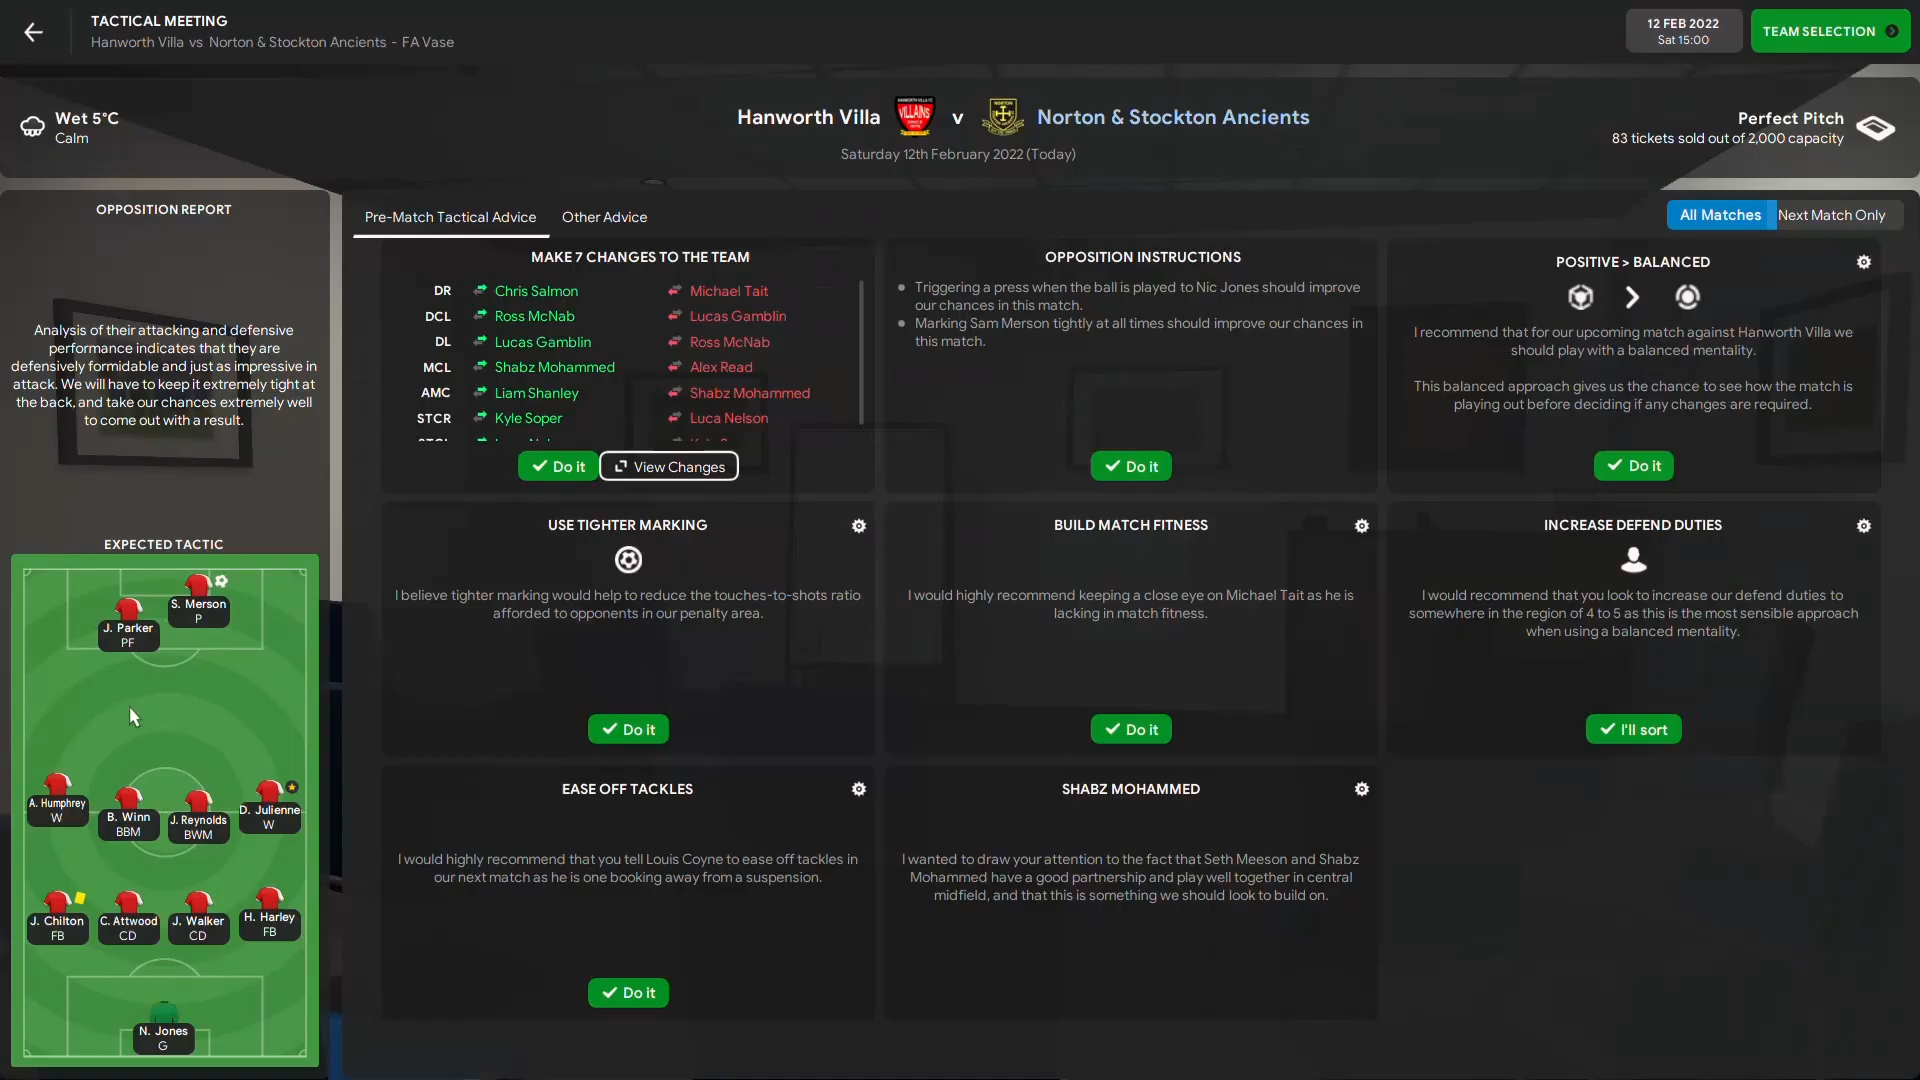 TACTICAL MEETING
Hanworth Villa vs Norton & Stockton Ancients - FA Vase
12 FEB 2022
Sat 15:00
TEAM SELECTION
Wet 5°C
Calm
Hanworth Villa
VILLAINS
v
NORTON
Norton & Stockton Ancients
Saturday 12th February 2022 (Today)
Perfect Pitch
83 tickets sold out of 2,000 capacity
OPPOSITION REPORT
Analysis of their attacking and defensive
performance indicates that they are
defensively formidable and just as impressive in
attack. We will have to keep it extremely tight at
the back, and take our chances extremely well
to come out with a result.
Pre-Match Tactical Advice
Other Advice
All Matches
Next Match Only
MAKE 7 CHANGES TO THE TEAM
DR Chris Salmon Michael Tait
DCL Ross McNab Lucas Gamblin
DL Lucas Gamblin Ross McNab
MCL Shabz Mohammed Alex Read
AMC Liam Shanley Shabz Mohammed
STCR Kyle Soper Luca Nelson
Do it
View Changes
OPPOSITION INSTRUCTIONS
Triggering a press when the ball is played to Nic Jones should improve
our chances in this match.
Marking Sam Merson tightly at all times should improve our chances in
this match.
Do it
POSITIVE > BALANCED
I recommend that for our upcoming match against Hanworth Villa we
should play with a balanced mentality.
This balanced approach gives us the chance to see how the match is
playing out before deciding if any changes are required.
Do it
USE TIGHTER MARKING
I believe tighter marking would help to reduce the touches-to-shots ratio
afforded to opponents in our penalty area.
Do it
BUILD MATCH FITNESS
I would highly recommend keeping a close eye on Michael Tait as he is
lacking in match fitness.
Do it
INCREASE DEFEND DUTIES
I would recommend that you look to increase our defend duties to
somewhere in the region of 4 to 5 as this is the most sensible approach
when using a balanced mentality.
I'll sort
EASE OFF TACKLES
I would highly recommend that you tell Louis Coyne to ease off tackles in
our next match as he is one booking away from a suspension.
Do it
SHABZ MOHAMMED
I wanted to draw your attention to the fact that Seth Meeson and Shabz
Mohammed have a good partnership and play well together in central
midfield, and that this is something we should look to build on.
EXPECTED TACTIC
S. Merson
P
J. Parker
PF
A. Humphrey
W
B. Winn
BBM
J. Reynolds
BWM
D. Julienne
W
J. Chilton
FB
C. Attwood
CD
J. Walker
CD
H. Harley
FB
N. Jones
G